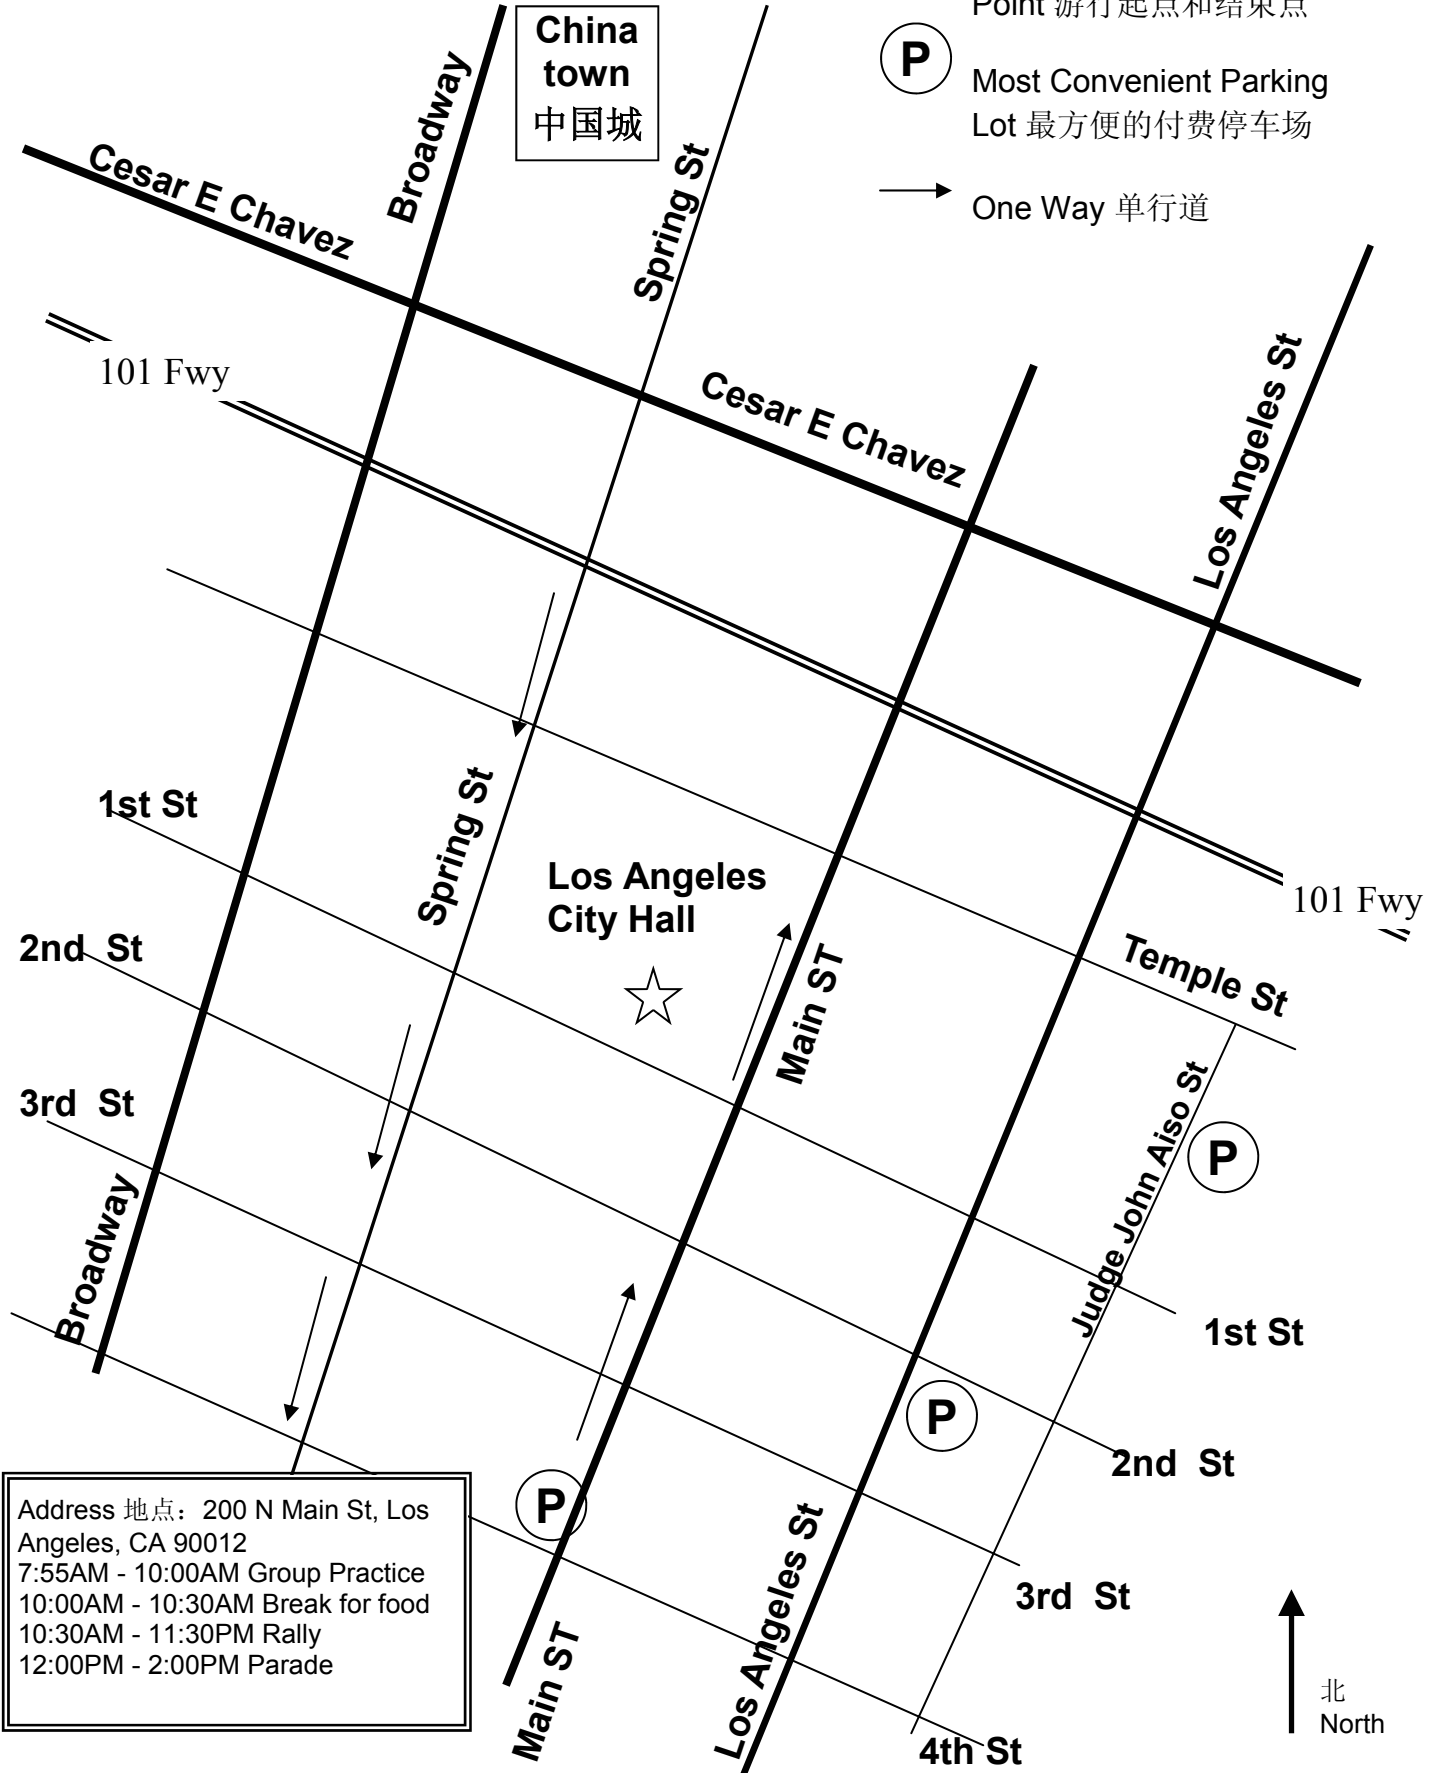 Point 游行起点和结束点
China
town
中国城
P
Most Convenient Parking
Lot 最方便的付费停车场
One Way 单行道
Broadway
Cesar E Chavez
Spring St
Los Angeles St
101 Fwy
Cesar E Chavez
1st St
Spring St
Los Angeles
City Hall
101 Fwy
2nd St
Temple St
Main ST
3rd St
Judge John Aiso St
P
Broadway
1st St
P
2nd St
P
Address 地点：200 N Main St, Los
Angeles, CA 90012
7:55AM - 10:00AM Group Practice
10:00AM - 10:30AM Break for food
10:30AM - 11:30PM Rally
12:00PM - 2:00PM Parade
Los Angeles St
3rd St
Main ST
4th St
北
North